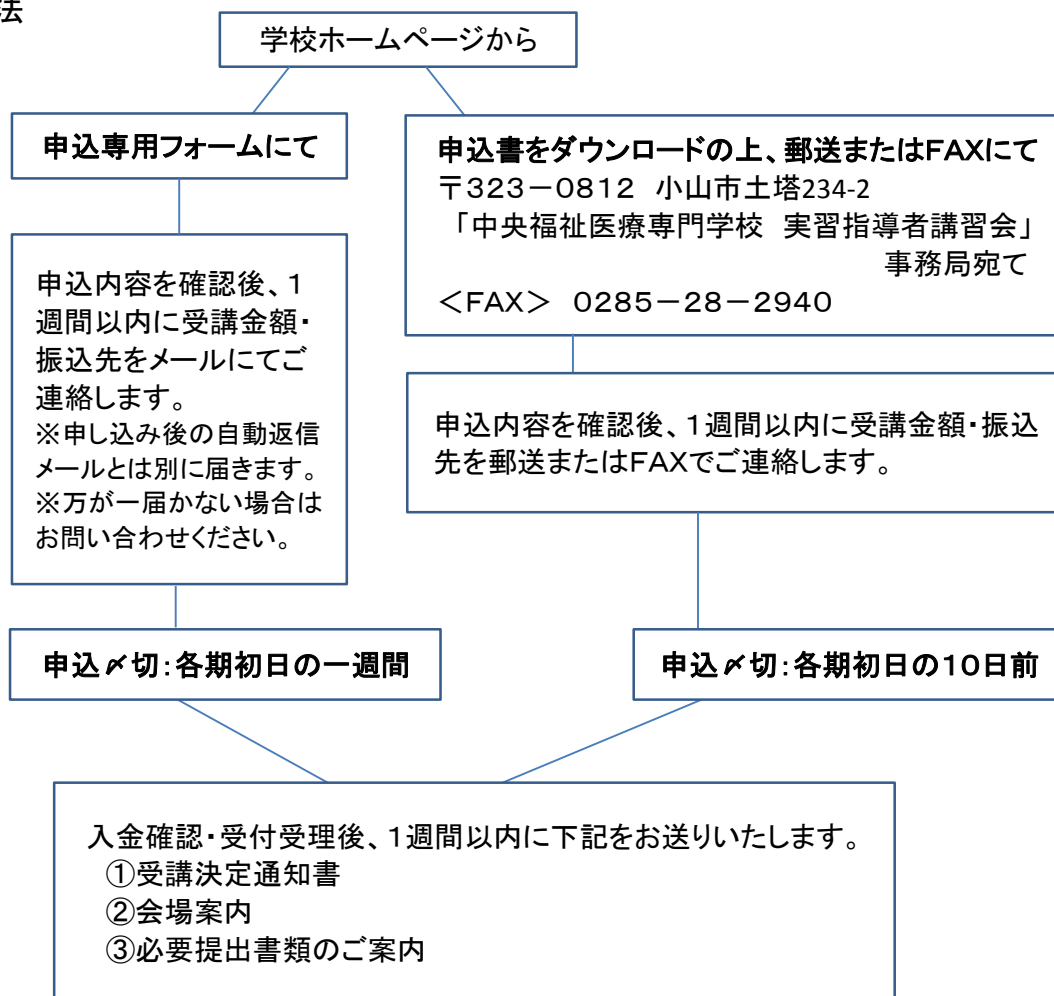 法
学校ホームページから
申込専用フォームにて
申込書をダウンロードの上、郵送またはFAXにて
〒323－0812 小山市土塔234-2
「中央福祉医療専門学校 実習指導者講習会」
事務局宛て
＜FAX＞ 0285－28－2940
申込内容を確認後、1
週間以内に受講金額・
振込先をメールにてご
連絡します。
※申し込み後の自動返信
メールとは別に届きます。
※万が一届かない場合は
お問い合わせください。
申込内容を確認後、1週間以内に受講金額・振込
先を郵送またはFAXでご連絡します。
申込〆切：各期初日の一週間
申込〆切：各期初日の10日前
入金確認・受付受理後、1週間以内に下記をお送りいたします。
①受講決定通知書
②会場案内
③必要提出書類のご案内